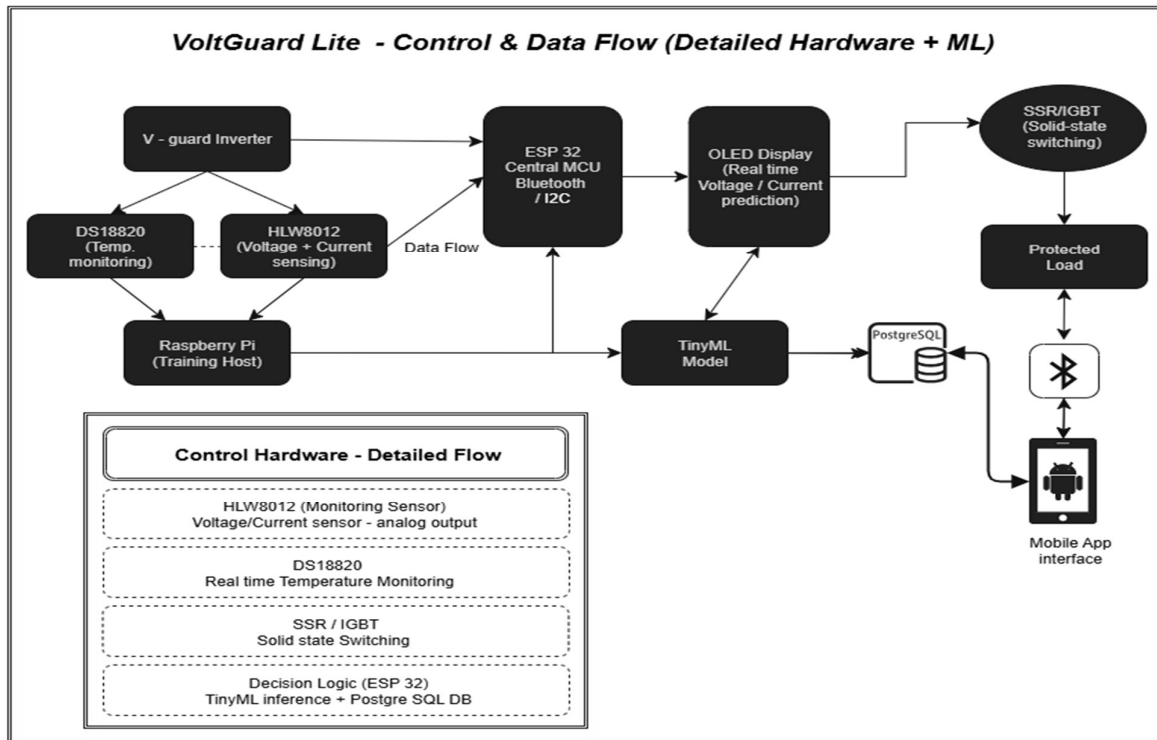 VoltGuard Lite - Control & Data Flow (Detailed Hardware + ML)
V - guard Inverter
DS18820
(Temp.
monitoring)
HLW8012
(Voltage + Current
sensing)
Data Flow
Raspberry Pi
(Training Host)
ESP 32
Central MCU
Bluetooth
/ I2C
OLED Display
(Real time
Voltage / Current
prediction)
TinyML
Model
PostgreSQL
SSR/IGBT
(Solid-state
switching)
Protected
Load
Mobile App
interface
Control Hardware - Detailed Flow
HLW8012 (Monitoring Sensor)
Voltage/Current sensor - analog output
DS18820
Real time Temperature Monitoring
SSR / IGBT
Solid state Switching
Decision Logic (ESP 32)
TinyML inference + Postgre SQL DB